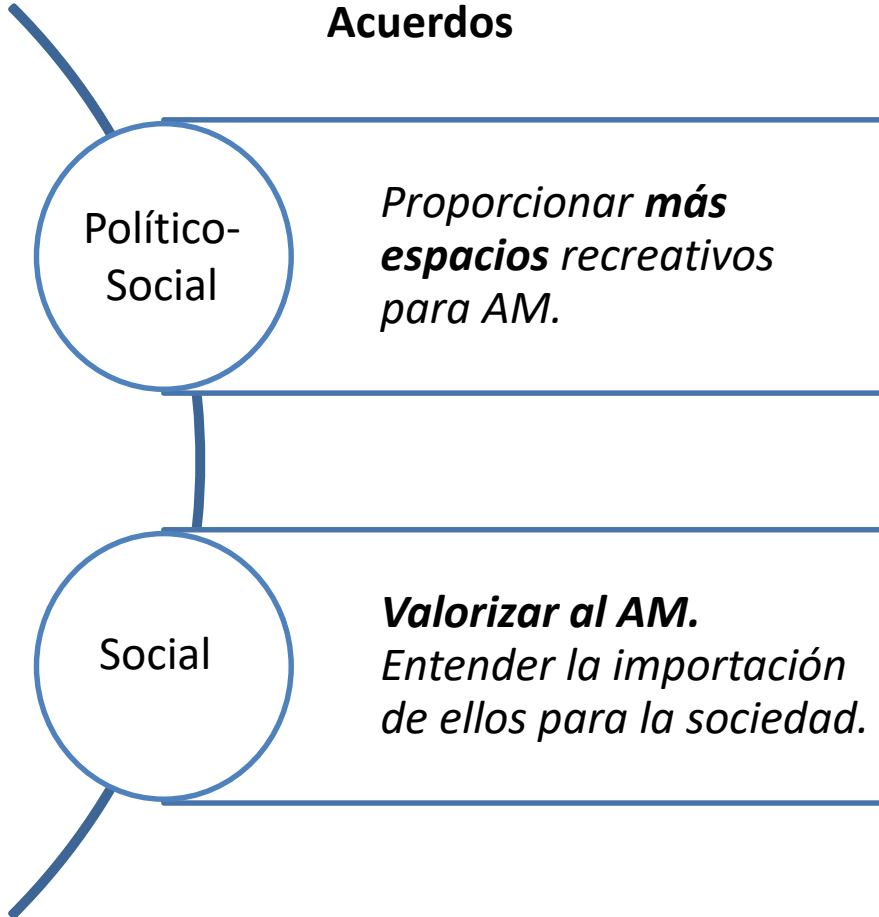 Acuerdos
Político-
Social
Proporcionar más
espacios recreativos
para AM.
Social
Valorizar al AM.
Entender la importación
de ellos para la sociedad.